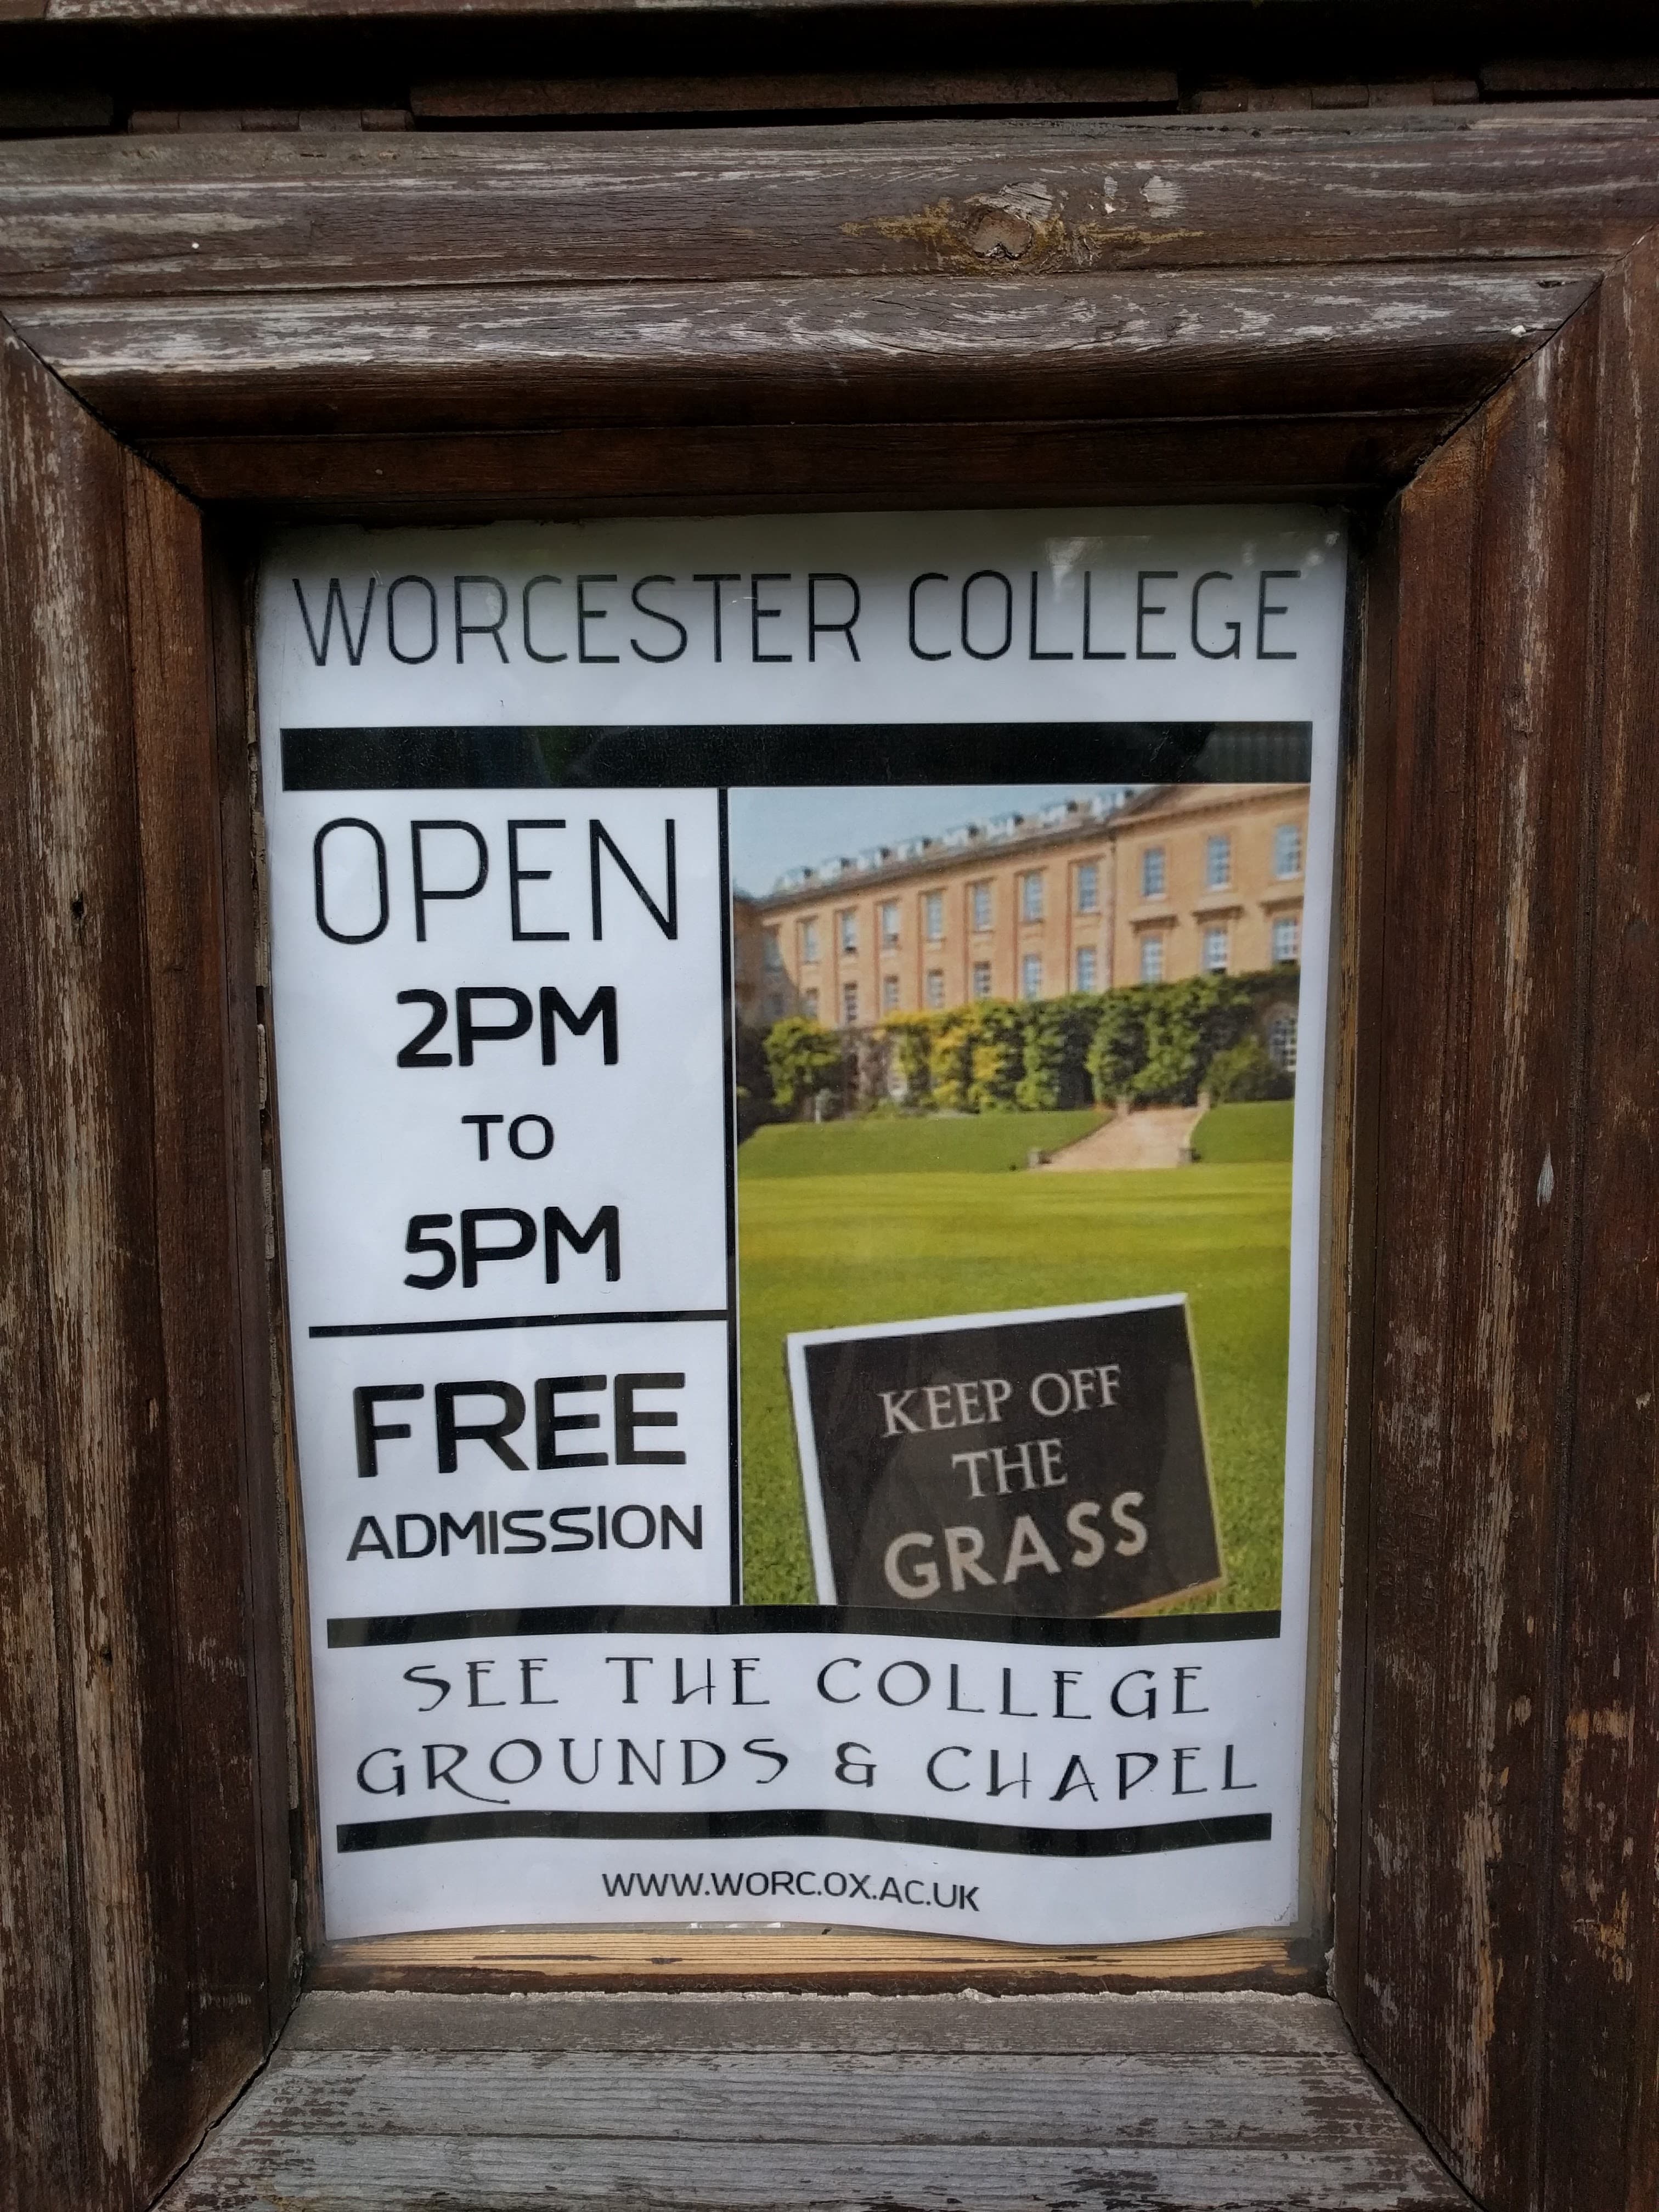 WORCESTER COLLEGE
OPEN
2PM
TO
5PM
FREE
ADMISSION
KEEP OFF
THE
GRASS
SEE THE COLLEGE
GROUNDS & CHAPEL
WWW.WORC.OX.AC.UK